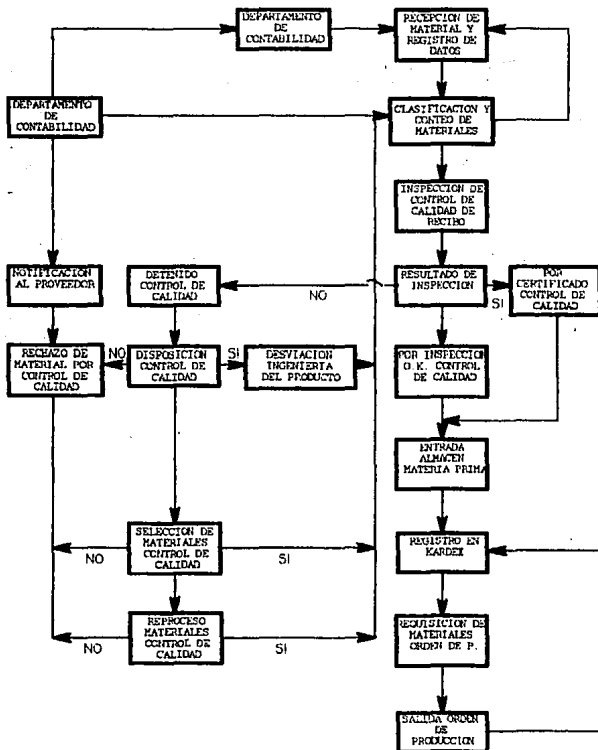 DEPARTAMENTO
DE
CONTABILIDAD
RECEPCION DE
MATERIAL Y
REGISTRO DE
DATOS
DEPARTAMENTO
DE
CONTABILIDAD
CLASIFICACION Y
CONTEO DE
MATERIALES
INSPECCION DE
CONTROL DE
CALIDAD DE
RECIBO
NOTIFICACION
AL PROVEEDOR
DETENIDO
CONTROL DE
CALIDAD
NO
RESULTADO DE
INSPECCION
SI
POR
CERTIFICADO
CONTROL DE
CALIDAD
RECHAZO DE
MATERIAL POR
CONTROL DE
CALIDAD
NO
DISPOSICION
CONTROL DE
CALIDAD
SI
DESVIACION
INGENIERIA
DEL PRODUCTO
POR INSPECCION
O.K. CONTROL
DE CALIDAD
ENTRADA
ALMACEN
MATERIA PRIMA
NO
SELECCION DE
MATERIALES
CONTROL DE
CALIDAD
SI
REGISTRO EN
KARDEX
NO
REPROCESO
MATERIALES
CONTROL DE
CALIDAD
SI
REQUISICION DE
MATERIALES
ORDEN DE P.
SALIDA ORDEN
DE
PRODUCCION